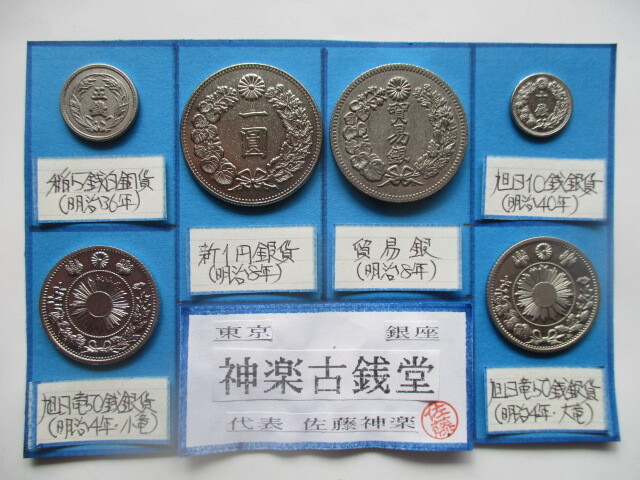 五銭
一圓
貿易銀
稲5銭白銅貨
(明治36年)
新1円銀貨
(明治8年)
貿易銀
(明治8年)
旭日10銭銀貨
(明治40年)
旭日竜50銭銀貨
(明治4年・小竜)
旭日竜50銭銀貨
(明治4年・大竜)
東京 銀座
神楽古銭堂
代表 佐藤神楽
佐藤